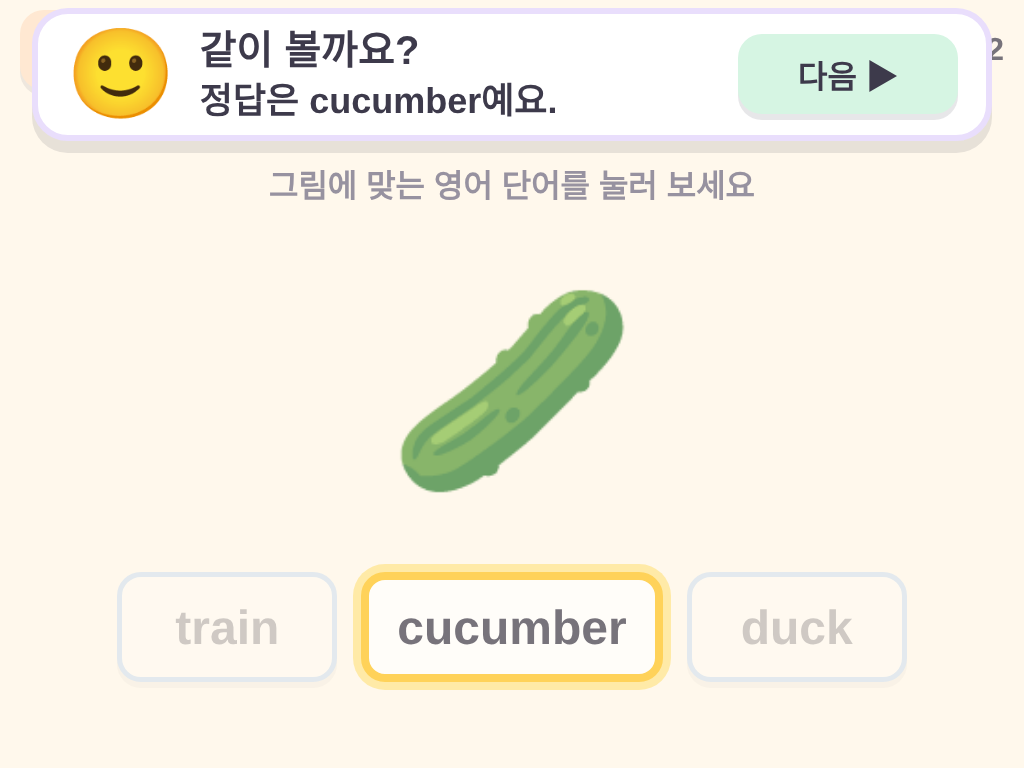 같이 볼까요?
정답은 cucumber예요.
다음 ▶
2
그림에 맞는 영어 단어를 눌러 보세요
train
cucumber
duck